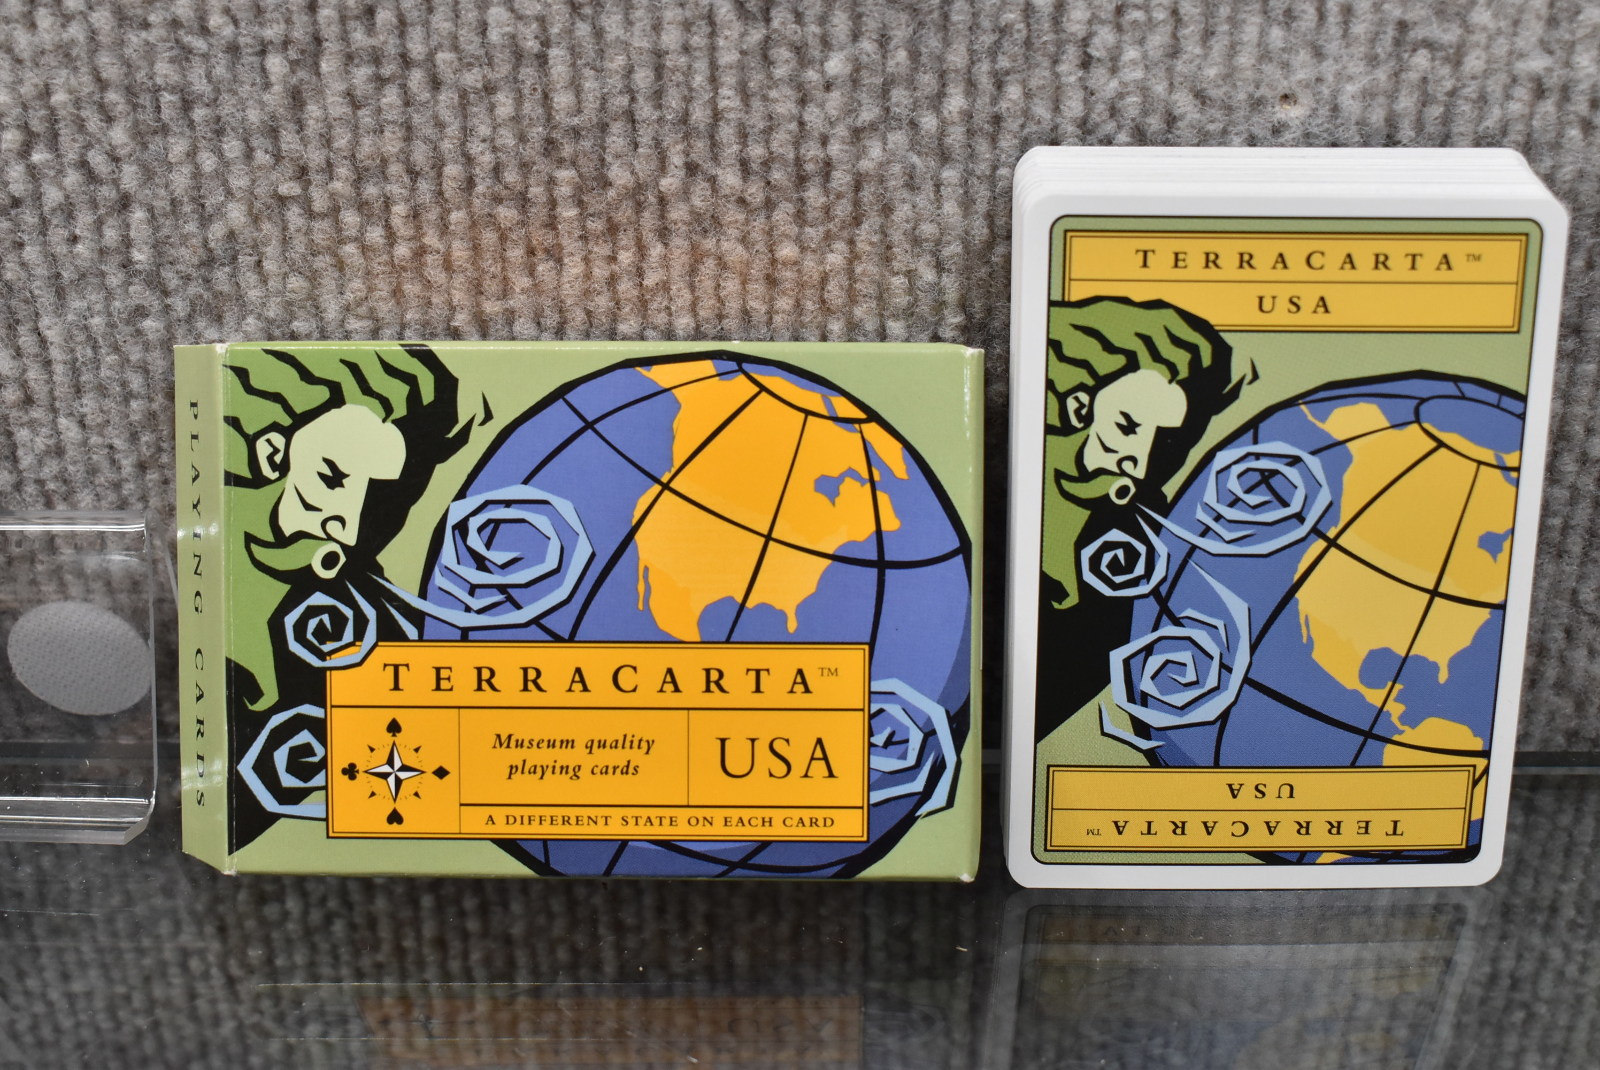 PLAYING CARDS
TERRACARTA™
Museum quality
playing cards
USA
A DIFFERENT STATE ON EACH CARD
TERRACARTA™
USA
USA
TERRACARTA™